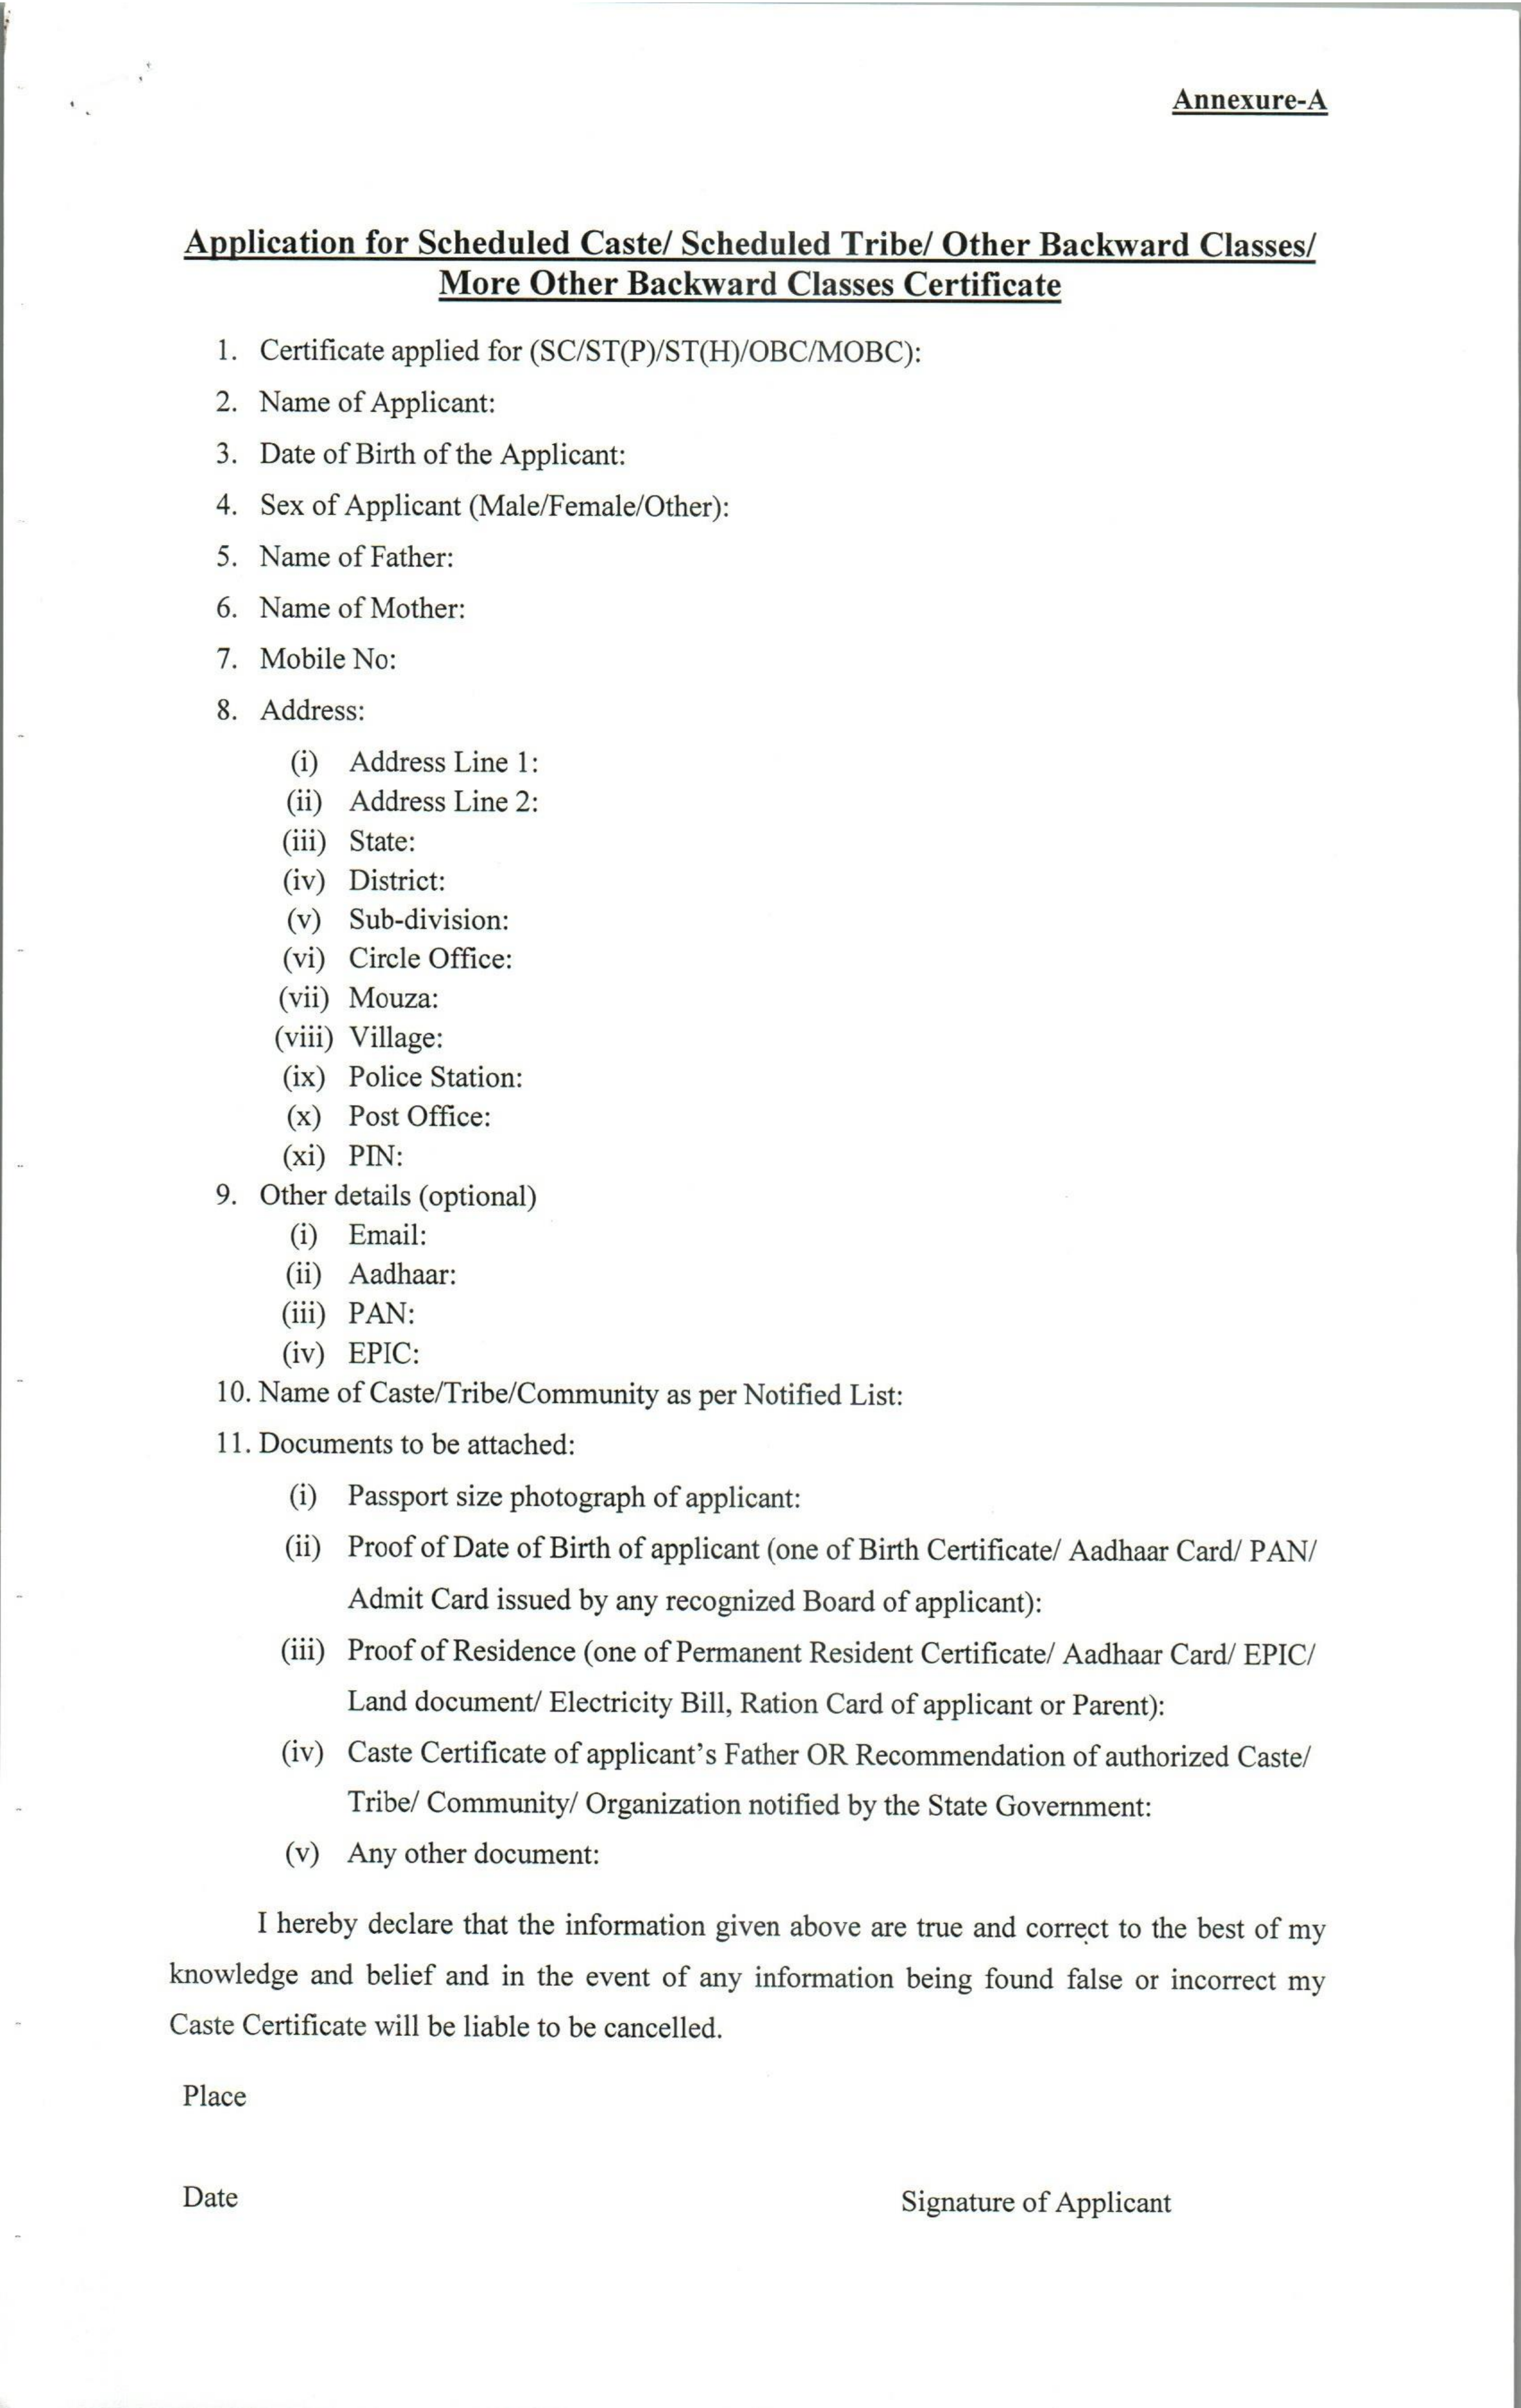 Annexure-A
Application for Scheduled Caste/ Scheduled Tribe/ Other Backward Classes/
More Other Backward Classes Certificate
1. Certificate applied for (SC/ST(P)/ST(H)/OBC/MOBC):
2. Name of Applicant:
3. Date of Birth of the Applicant:
4. Sex of Applicant (Male/Female/Other):
5. Name of Father:
6. Name of Mother:
7. Mobile No:
8. Address:
(i) Address Line 1:
(ii) Address Line 2:
(iii) State:
(iv) District:
(v) Sub-division:
(vi) Circle Office:
(vii) Mouza:
(viii) Village:
(ix) Police Station:
(x) Post Office:
(xi) PIN:
9. Other details (optional)
(i) Email:
(ii) Aadhaar:
(iii) PAN:
(iv) EPIC:
10. Name of Caste/Tribe/Community as per Notified List:
11. Documents to be attached:
(i) Passport size photograph of applicant:
(ii) Proof of Date of Birth of applicant (one of Birth Certificate/ Aadhaar Card/ PAN/
Admit Card issued by any recognized Board of applicant):
(iii) Proof of Residence (one of Permanent Resident Certificate/ Aadhaar Card/ EPIC/
Land document/ Electricity Bill, Ration Card of applicant or Parent):
(iv) Caste Certificate of applicant's Father OR Recommendation of authorized Caste/
Tribe/ Community/ Organization notified by the State Government:
(v) Any other document:
I hereby declare that the information given above are true and correct to the best of my
knowledge and belief and in the event of any information being found false or incorrect my
Caste Certificate will be liable to be cancelled.
Place
Date
Signature of Applicant